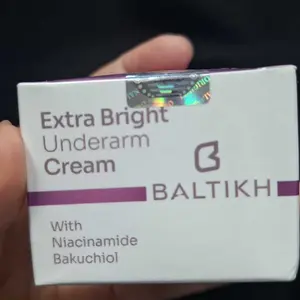 Extra Bright
Underarm
Cream
BALTIKH
With
Niacinamide
Bakuchiol